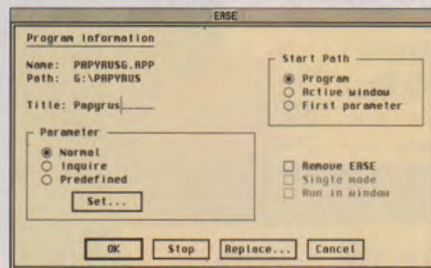 EASE
Program Information
Name: PAPYRUSG.APP
Path: G:\PAPYRUS
Title: Papyrus
Start Path
Program
Active window
First parameter
Parameter
Normal
Inquire
Predefined
Set...
Remove EASE
Single mode
Run in window
OK
Stop
Replace...
Cancel